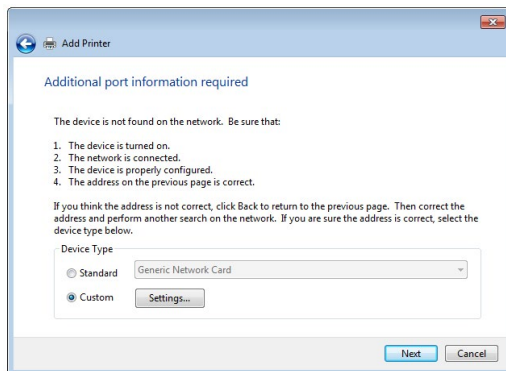 Add Printer
Additional port information required
The device is not found on the network. Be sure that:
1. The device is turned on.
2. The network is connected.
3. The device is properly configured.
4. The address on the previous page is correct.
If you think the address is not correct, click Back to return to the previous page. Then correct the
address and perform another search on the network. If you are sure the address is correct, select the
device type below.
Device Type
Standard
Generic Network Card
Custom
Settings...
Next
Cancel